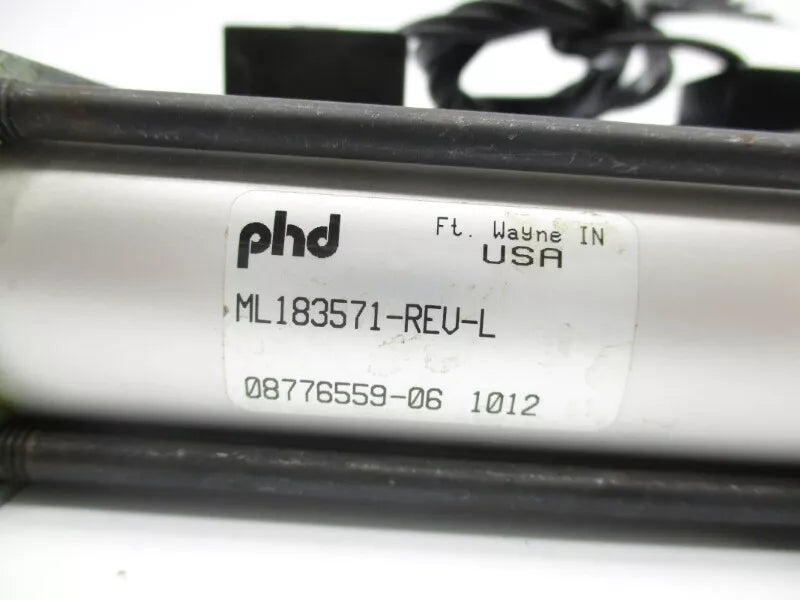 phd Ft. Wayne IN
USA
ML183571-REV-L
08776559-06 1012